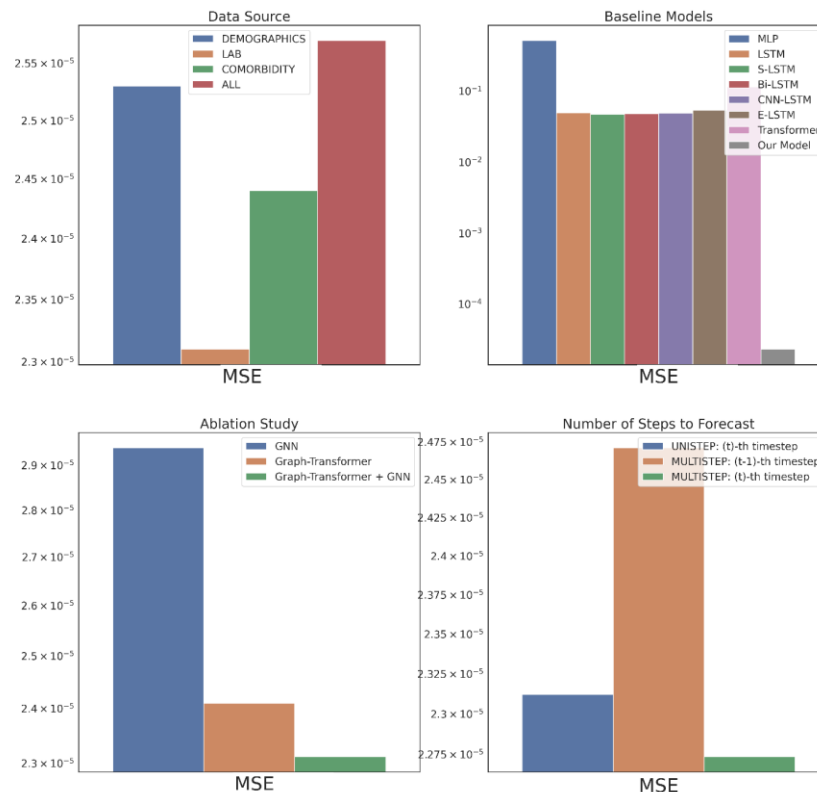 Data Source
DEMOGRAPHICS
LAB
COMORBIDITY
ALL
2.55 × 10⁻⁵
2.5 × 10⁻⁵
2.45 × 10⁻⁵
2.4 × 10⁻⁵
2.35 × 10⁻⁵
2.3 × 10⁻⁵
MSE
Baseline Models
MLP
LSTM
S-LSTM
Bi-LSTM
CNN-LSTM
E-LSTM
Transformer
Our Model
10⁻¹
10⁻²
10⁻³
10⁻⁴
MSE
Ablation Study
GNN
Graph-Transformer
Graph-Transformer + GNN
2.9 × 10⁻⁵
2.8 × 10⁻⁵
2.7 × 10⁻⁵
2.6 × 10⁻⁵
2.5 × 10⁻⁵
2.4 × 10⁻⁵
2.3 × 10⁻⁵
MSE
Number of Steps to Forecast
UNISTEP: (t)-th timestep
MULTISTEP: (t-1)-th timestep
MULTISTEP: (t)-th timestep
2.475 × 10⁻⁵
2.45 × 10⁻⁵
2.425 × 10⁻⁵
2.4 × 10⁻⁵
2.375 × 10⁻⁵
2.35 × 10⁻⁵
2.325 × 10⁻⁵
2.3 × 10⁻⁵
2.275 × 10⁻⁵
MSE